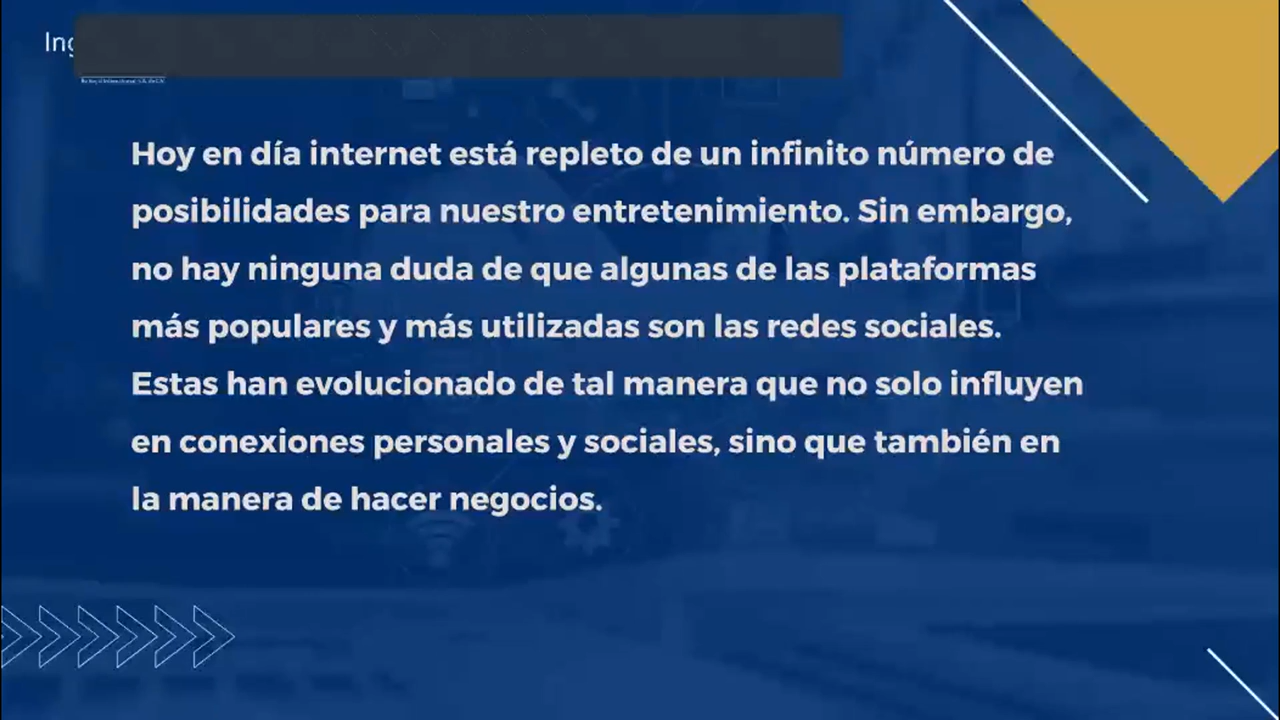 Hoy en día internet está repleto de un infinito número de
posibilidades para nuestro entretenimiento. Sin embargo,
no hay ninguna duda de que algunas de las plataformas
más populares y más utilizadas son las redes sociales.
Estas han evolucionado de tal manera que no solo influyen
en conexiones personales y sociales, sino que también en
la manera de hacer negocios.